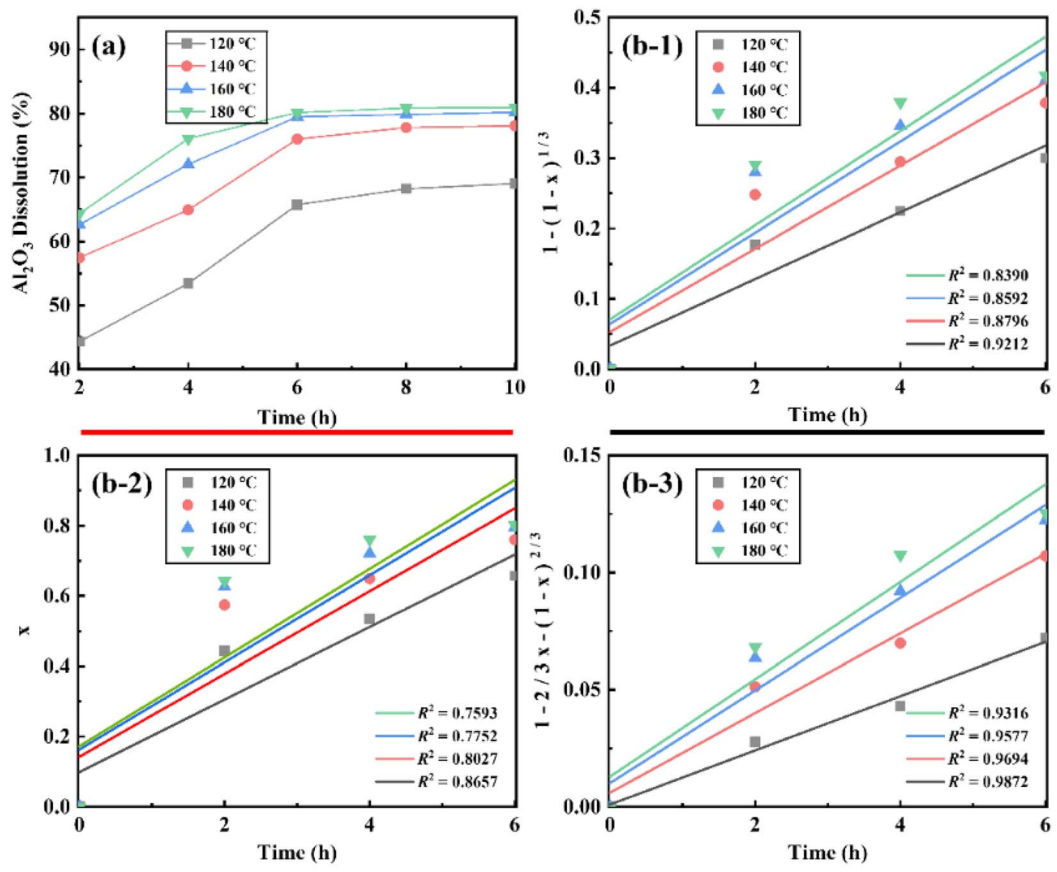 (a)
120 °C
140 °C
160 °C
180 °C
90
80
70
60
50
40
Al₂O₃ Dissolution (%)
2 4 6 8 10
Time (h)
(b-1)
120 °C
140 °C
160 °C
180 °C
0.5
0.4
0.3
0.2
0.1
0.0
1 - ( 1 - x )^1/3
R² = 0.8390
R² = 0.8592
R² = 0.8796
R² = 0.9212
0 2 4 6
Time (h)
(b-2)
120 °C
140 °C
160 °C
180 °C
1.0
0.8
0.6
0.4
0.2
0.0
x
R² = 0.7593
R² = 0.7752
R² = 0.8027
R² = 0.8657
0 2 4 6
Time (h)
(b-3)
120 °C
140 °C
160 °C
180 °C
0.15
0.10
0.05
0.00
1 - 2 / 3 x - ( 1 - x )^2/3
R² = 0.9316
R² = 0.9577
R² = 0.9694
R² = 0.9872
0 2 4 6
Time (h)